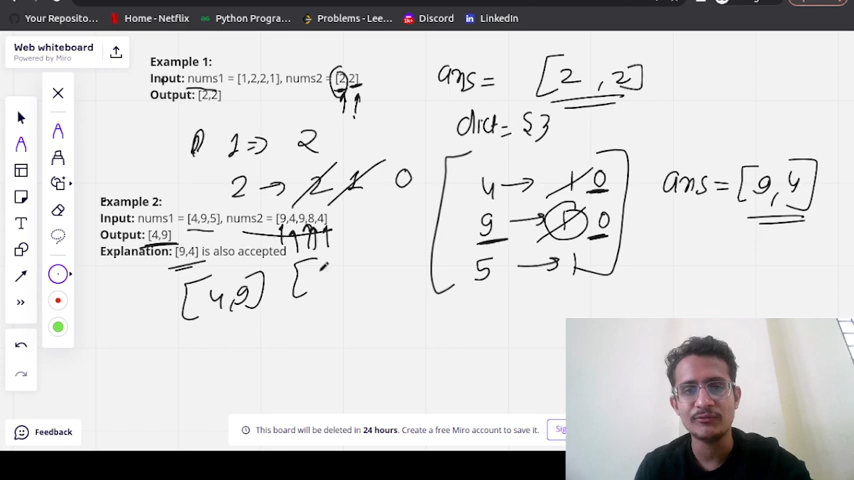 Your Repository Home - Netflix Python Progra... Problems - Lee... Discord LinkedIn
Web whiteboard
Powered by Miro
Example 1:
Input: nums1 = [1,2,2,1], nums2 = [2,2]
Output: [2,2]
ans = [2, 2]
dict = {}
1 => 2
2 → 2 1 0
4 → 1 0
9 → 1 0
5 → 1
ans = [9,4]
Example 2:
Input: nums1 = [4,9,5], nums2 = [9,4,9,8,4]
Output: [4,9]
Explanation: [9,4] is also accepted
[4,9] [
Feedback
This board will be deleted in 24 hours. Create a free Miro account to save it.